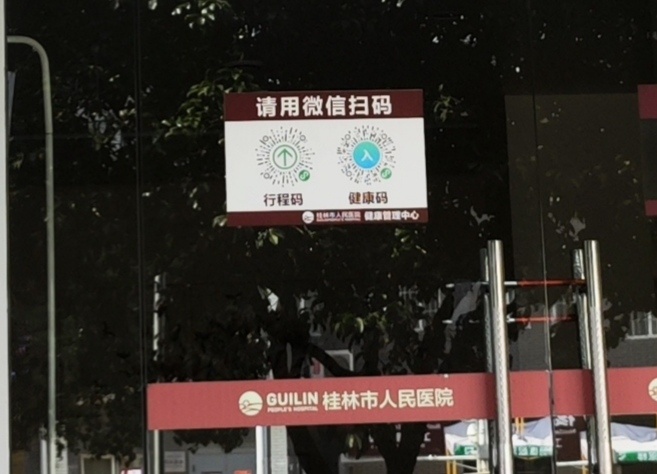 请用微信扫码
行程码
健康码
桂林市人民医院 健康管理中心
GUILIN 桂林市人民医院
PEOPLE'S HOSPITAL